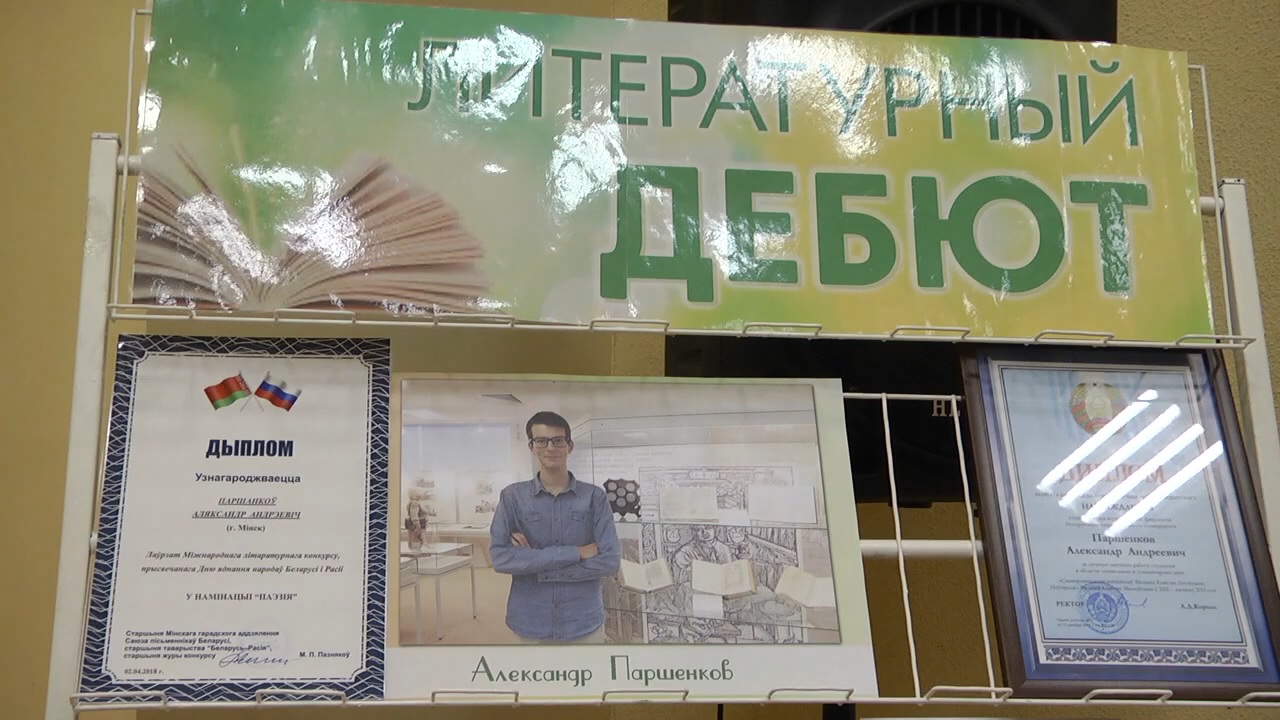 ЛИТЕРАТУРНЫЙ
ДЕБЮТ
ДЫПЛОМ
Узнагароджваецца
ПАРШАНКОЎ
АЛЯКСАНДР АНДРЭЕВІЧ
(г. Мінск)
Лаўрэат Міжнароднага літаратурнага конкурсу,
прысвечанага Дню яднання народаў Беларусі і Расіі
У НАМІНАЦЫІ "ПАЭЗІЯ"
Старшыня Мінскага гарадскога аддзялення
Саюза пісьменнікаў Беларусі,
старшыня таварыства "Беларусь-Расія",
старшыня журы конкурсу М. П. Пазнякоў
02.04.2018 г.
Александр Паршенков
Паршенков
Александр Андреевич
РЕКТОР А.Д.Король